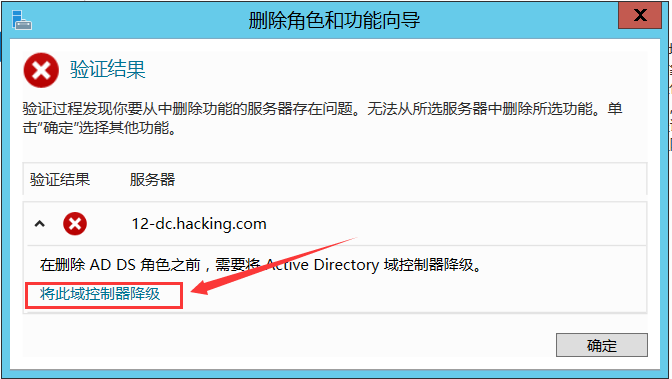 删除角色和功能向导
验证结果
验证过程发现你要从中删除功能的服务器存在问题。无法从所选服务器中删除所选功能。单
击"确定"选择其他功能。
验证结果 服务器
12-dc.hacking.com
在删除 AD DS 角色之前，需要将 Active Directory 域控制器降级。
将此域控制器降级
确定